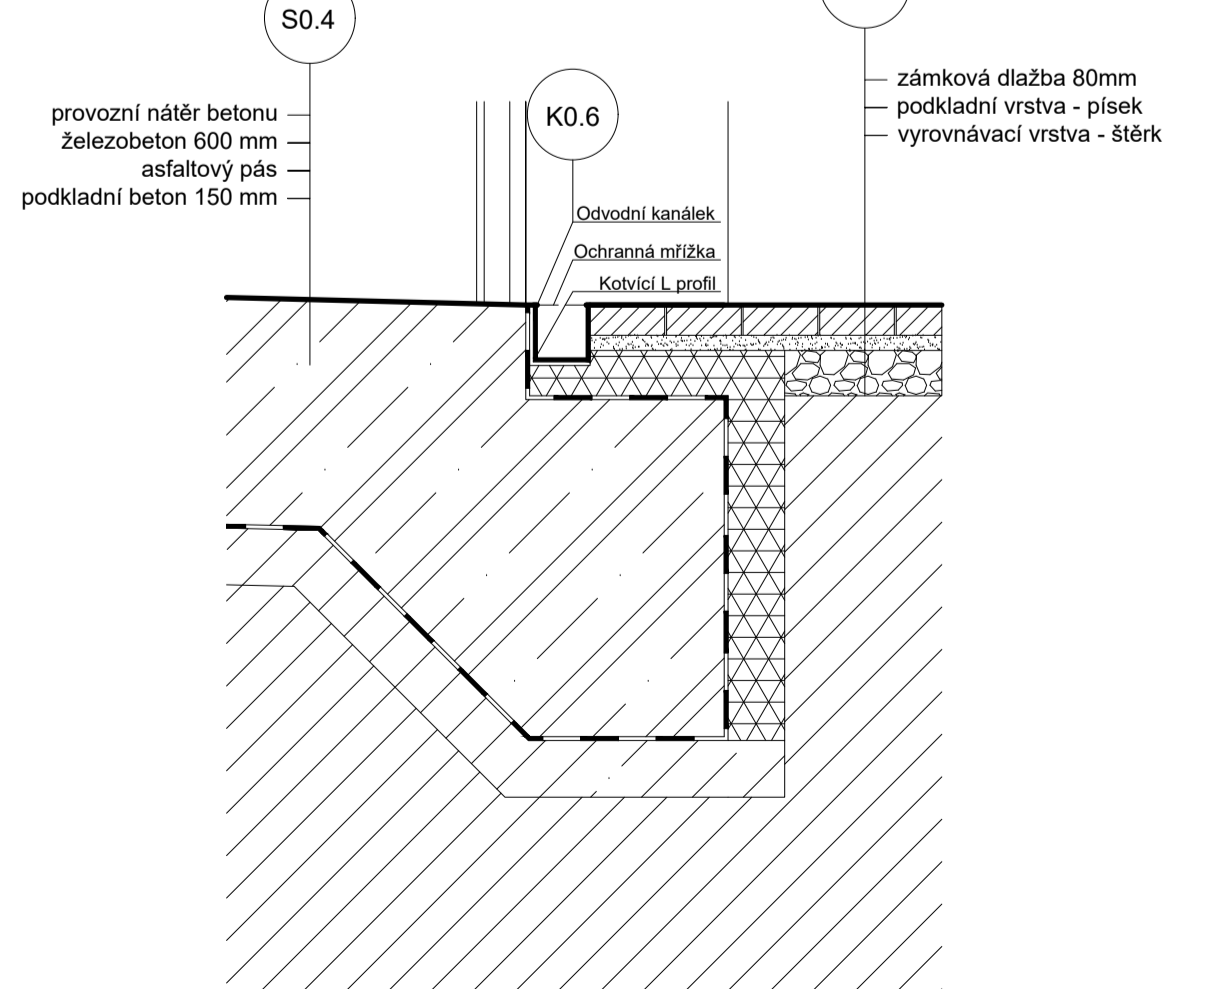 S0.4
provozní nátěr betonu
železobeton 600 mm
asfaltový pás
podkladní beton 150 mm
K0.6
Odvodní kanálek
Ochranná mřížka
Kotvící L profil
zámková dlažba 80mm
podkladní vrstva - písek
vyrovnávací vrstva - štěrk